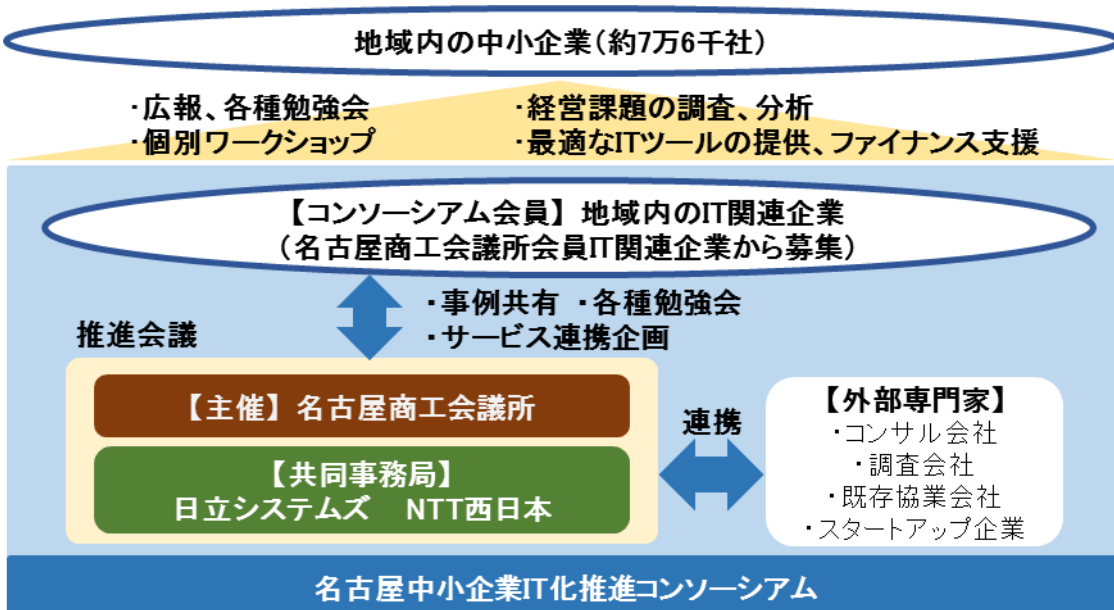 地域内の中小企業(約7万6千社)
・広報、各種勉強会
・個別ワークショップ
・経営課題の調査、分析
・最適なITツールの提供、ファイナンス支援
【コンソーシアム会員】地域内のIT関連企業
(名古屋商工会議所会員IT関連企業から募集)
・事例共有 ・各種勉強会
・サービス連携企画
推進会議
【主催】名古屋商工会議所
【共同事務局】
日立システムズ NTT西日本
連携
【外部専門家】
・コンサル会社
・調査会社
・既存協業会社
・スタートアップ企業
名古屋中小企業IT化推進コンソーシアム